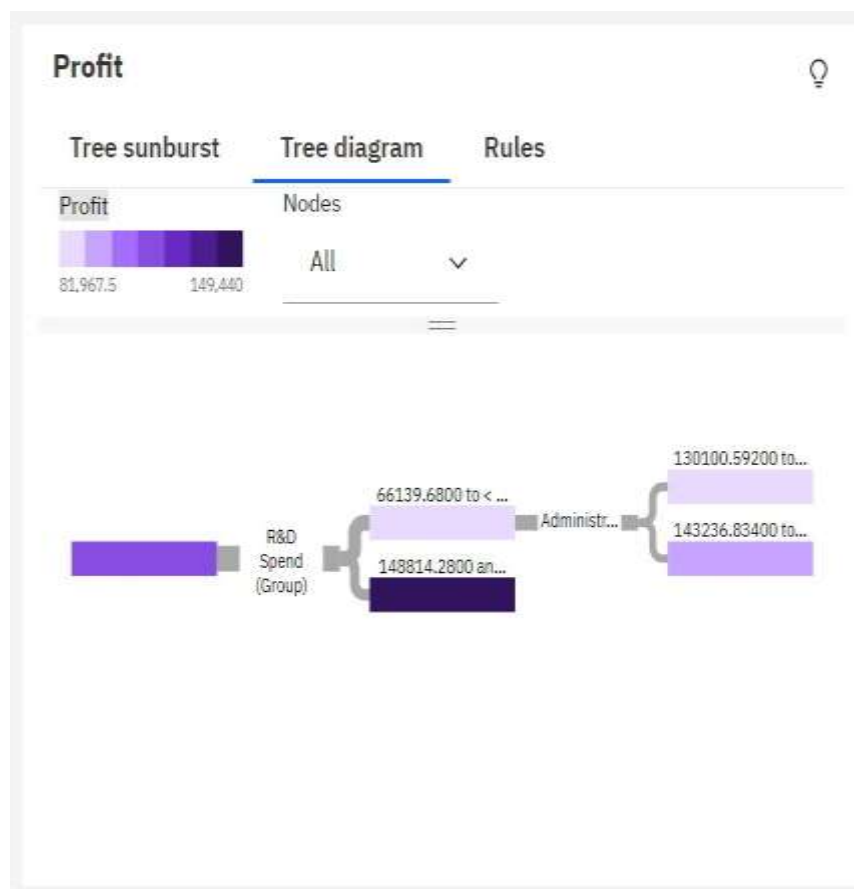 Profit
Tree sunburst Tree diagram Rules
Profit Nodes
All
81,967.5 149,440
130100.59200 to...
66139.6800 to < ...
Administr...
R&D
Spend
(Group)
143236.83400 to...
148814.2800 an...